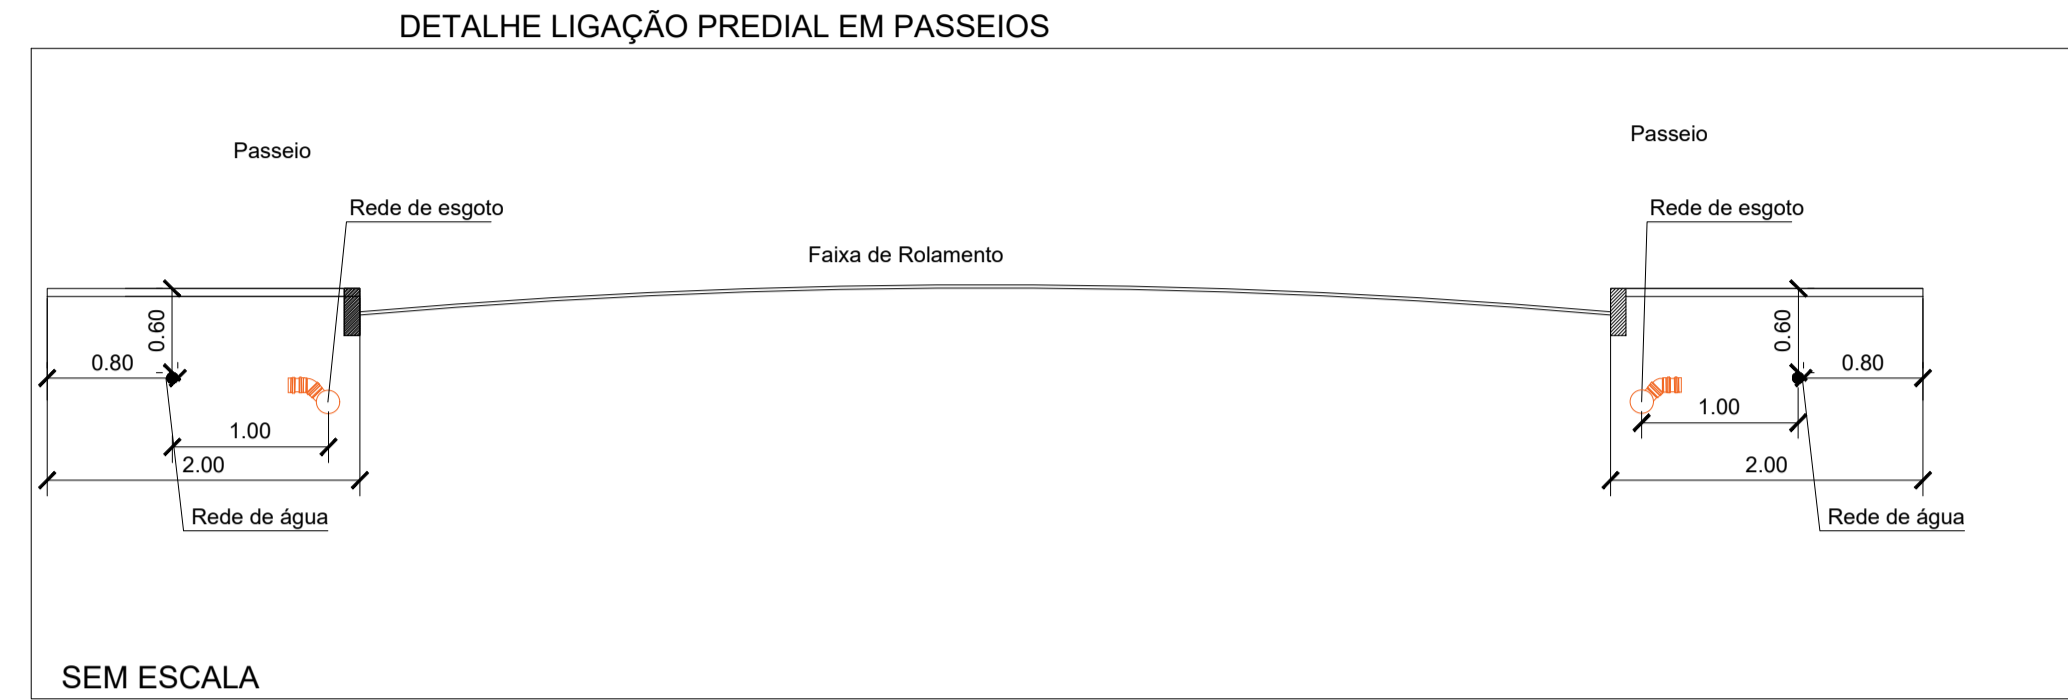 DETALHE LIGAÇÃO PREDIAL EM PASSEIOS
Passeio
Passeio
Rede de esgoto
Rede de esgoto
Faixa de Rolamento
0.60
0.60
0.80
0.80
1.00
1.00
2.00
2.00
Rede de água
Rede de água
SEM ESCALA